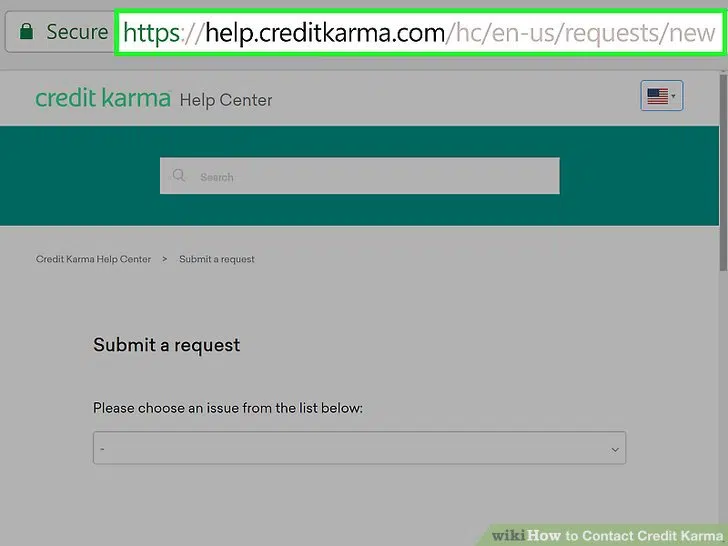 Secure https://help.creditkarma.com/hc/en-us/requests/new
credit karma Help Center
Search
Credit Karma Help Center > Submit a request
Submit a request
Please choose an issue from the list below:
-
wikiHow to Contact Credit Karma